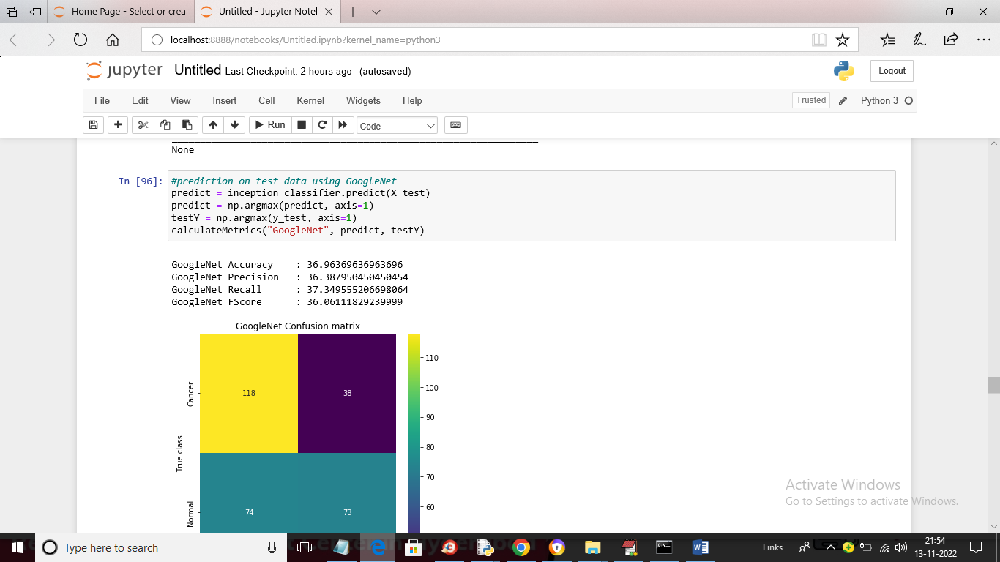 Home Page - Select or creat
Untitled - Jupyter Notel
localhost:8888/notebooks/Untitled.ipynb?kernel_name=python3
jupyter Untitled Last Checkpoint: 2 hours ago (autosaved)
Logout
File Edit View Insert Cell Kernel Widgets Help
Trusted Python 3
Run Code
None
In [96]: #prediction on test data using GoogleNet
predict = inception_classifier.predict(X_test)
predict = np.argmax(predict, axis=1)
testY = np.argmax(y_test, axis=1)
calculateMetrics("GoogleNet", predict, testY)
GoogleNet Accuracy : 36.96369636963696
GoogleNet Precision : 36.387950450450454
GoogleNet Recall : 37.349555206698064
GoogleNet FScore : 36.06111829239999
GoogleNet Confusion matrix
110
100
90
80
70
60
Cancer
118 38
True class
Normal
74 73
Activate Windows
Go to Settings to activate Windows.
Type here to search
Links
21:54
13-11-2022